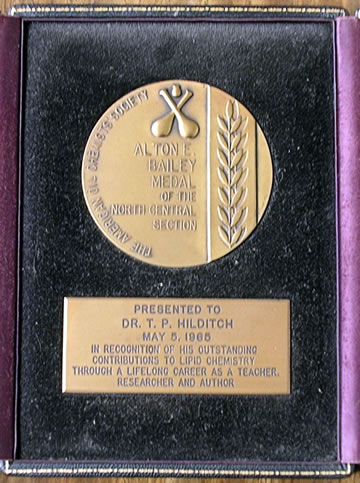 THE AMERICAN OIL CHEMISTS' SOCIETY
ALTON E.
BAILEY
MEDAL
OF THE
NORTH CENTRAL
SECTION
PRESENTED TO
DR. T. P. HILDITCH
MAY 5, 1965
IN RECOGNITION OF HIS OUTSTANDING
CONTRIBUTIONS TO LIPID CHEMISTRY
THROUGH A LIFELONG CAREER AS A TEACHER,
RESEARCHER AND AUTHOR